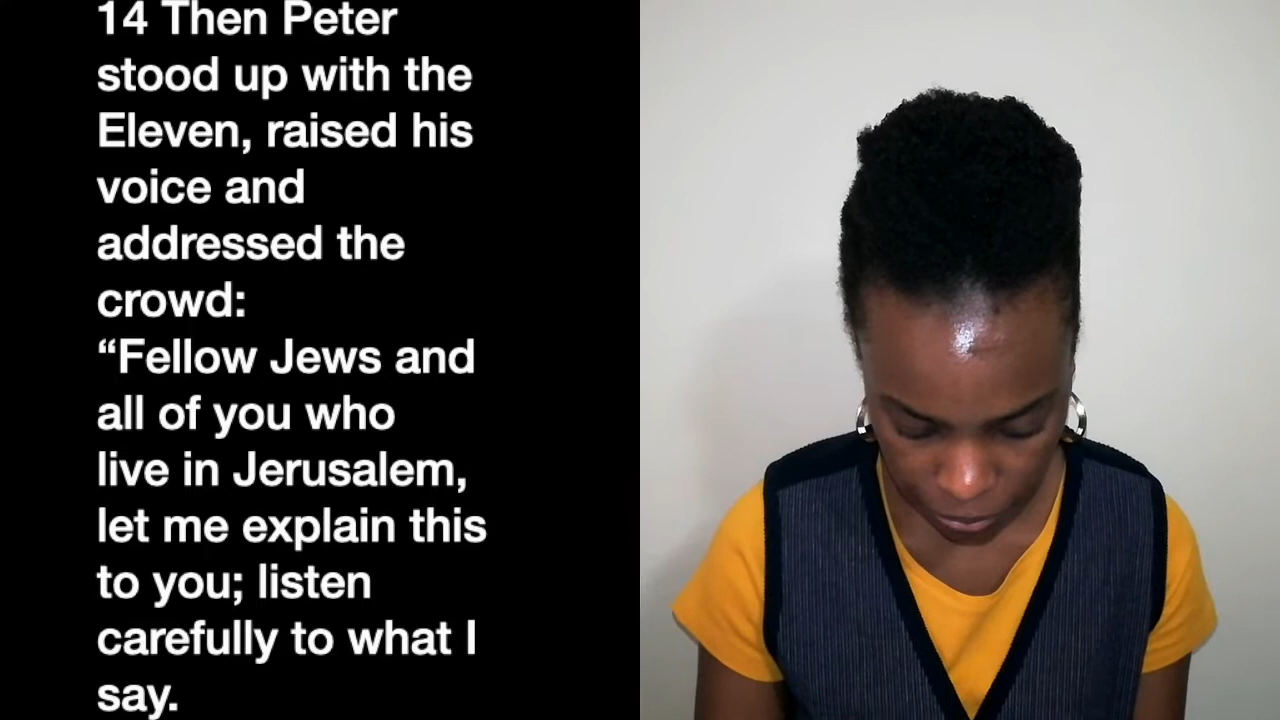 14 Then Peter
stood up with the
Eleven, raised his
voice and
addressed the
crowd:
“Fellow Jews and
all of you who
live in Jerusalem,
let me explain this
to you; listen
carefully to what I
say.